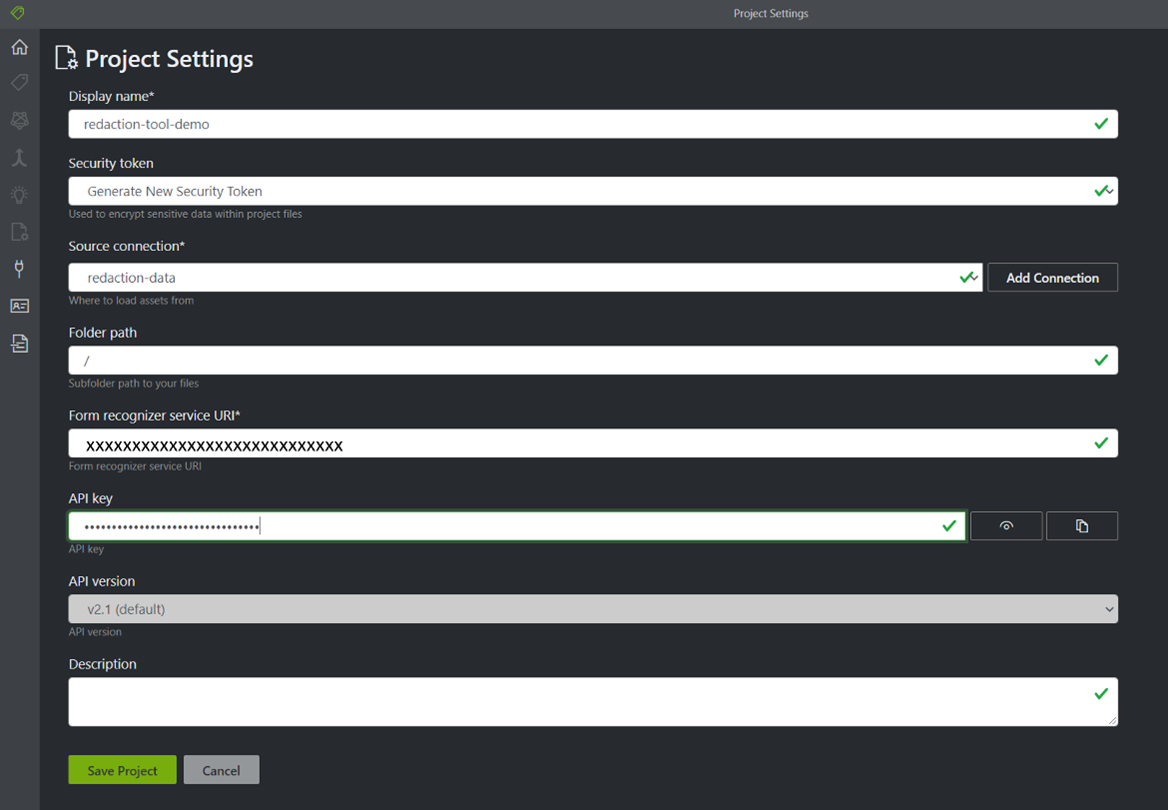 Project Settings
Project Settings
Display name*
redaction-tool-demo
Security token
Generate New Security Token
Used to encrypt sensitive data within project files
Source connection*
redaction-data
Add Connection
Where to load assets from
Folder path
/
Subfolder path to your files
Form recognizer service URI*
XXXXXXXXXXXXXXXXXXXXXXXXXXXX
Form recognizer service URI
API key
••••••••••••••••••••••••••••••••
API key
API version
v2.1 (default)
API version
Description
Save Project Cancel